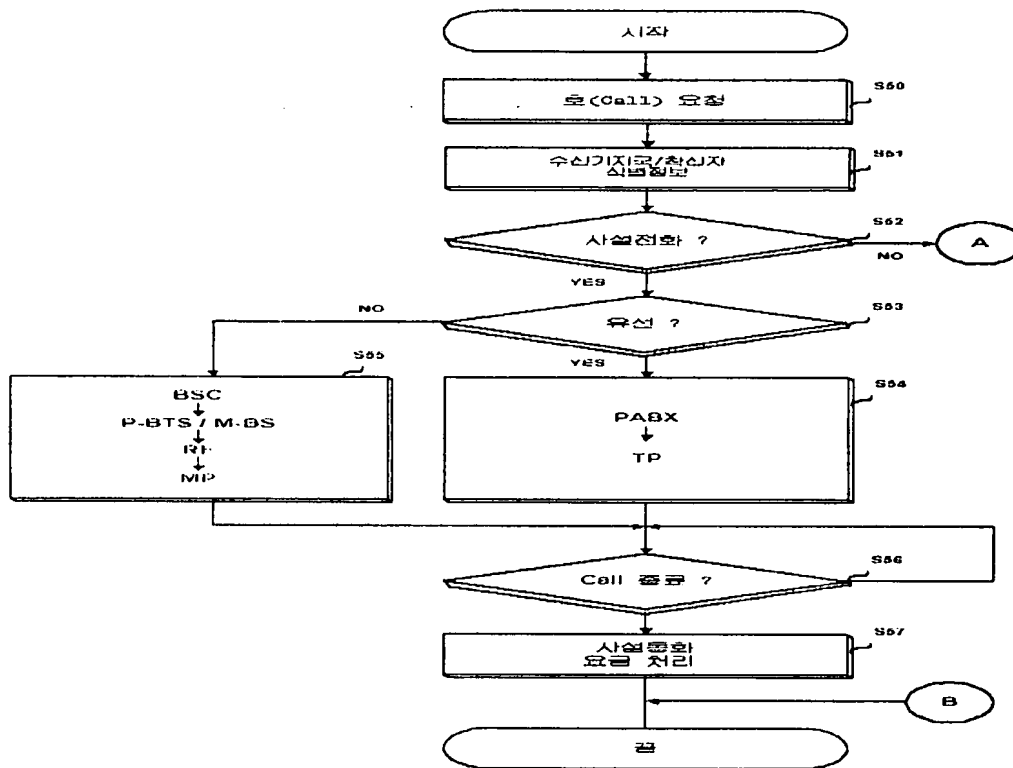 시작
S50
호(Call) 요청
S51
수신기지국/착신자
식별정보
S52
사설전화 ?
A
NO
YES
NO
S53
유선 ?
S55
YES
BSC
P-BTS / M-BS
RF
MP
S54
PABX
TP
S56
Call 종료 ?
S57
사설통화
요금 처리
B
끝